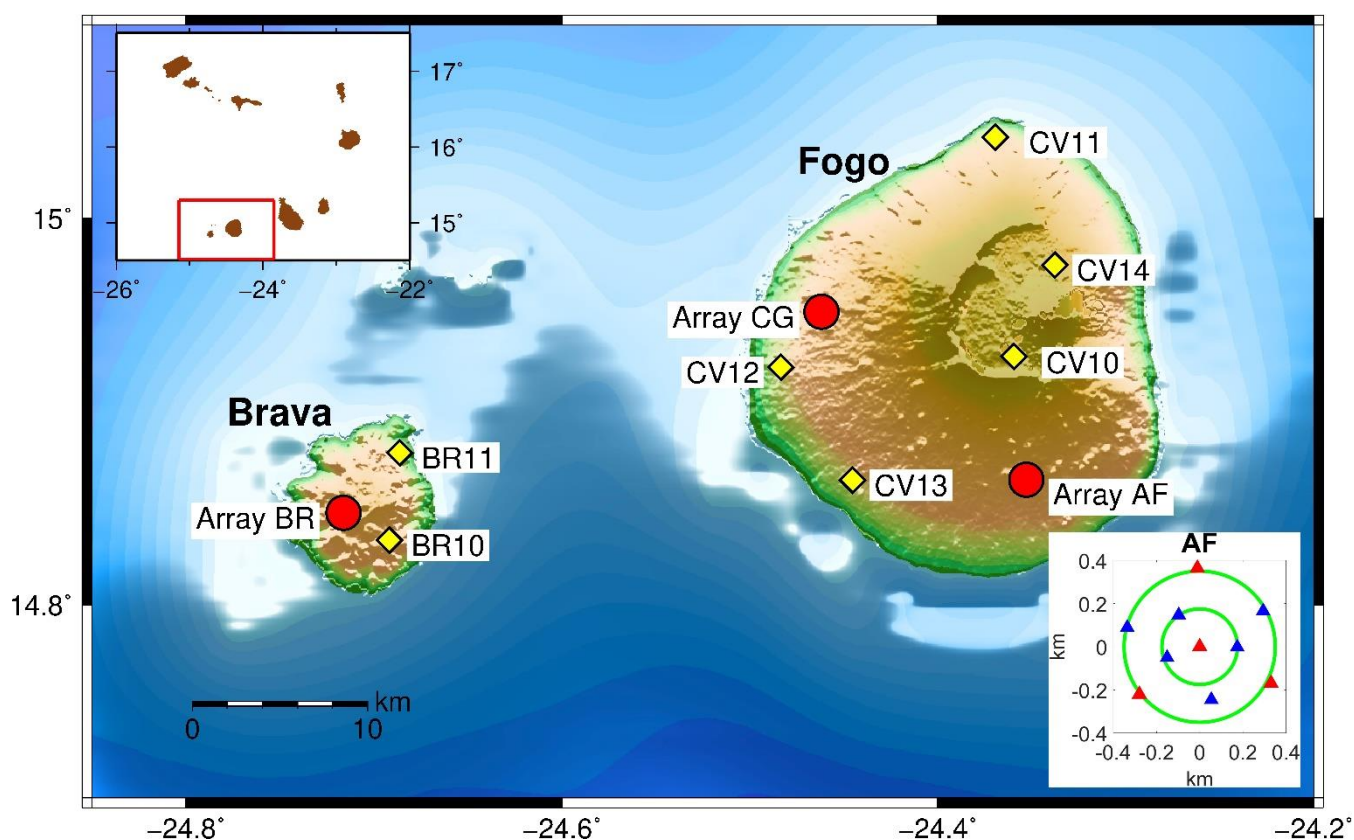 17°
16°
15°
−26
−24
−22
Fogo
CV11
15°
CV14
Array CG
CV10
CV12
Brava
BR11
CV13
Array AF
Array BR
BR10
AF
0.4
0.2
0
-0.2
-0.4
km
-0.4 -0.2 0 0.2 0.4
km
14.8°
km
0 10
−24.8° −24.6° −24.4° −24.2°